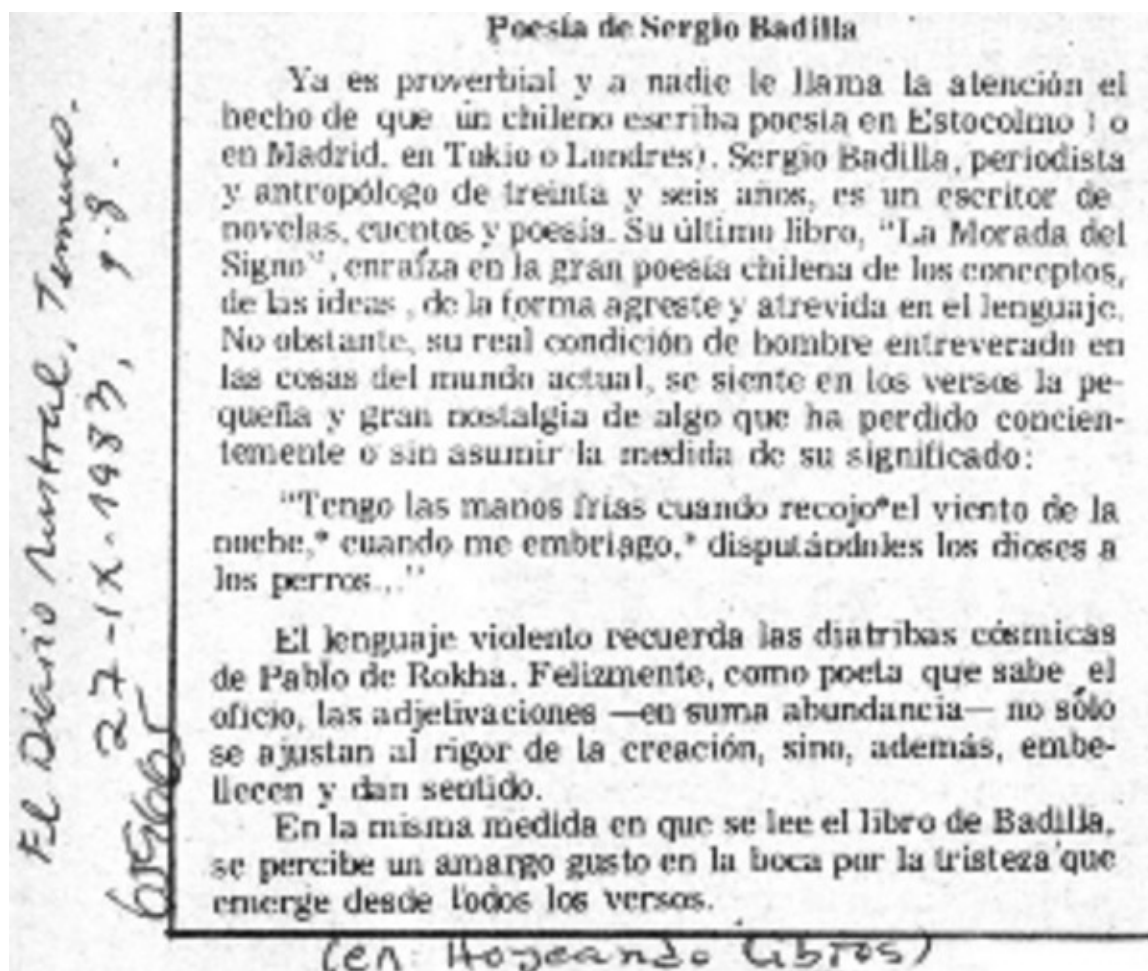 Poesía de Sergio Badilla
Ya es proverbial y a nadie le llama la atención el
hecho de que un chileno escriba poesía en Estocolmo ) o
en Madrid, en Tokio o Londres). Sergio Badilla, periodista
y antropólogo de treinta y seis años, es un escritor de
novelas, cuentos y poesía. Su último libro, “La Morada del
Signo”, enraíza en la gran poesía chilena de los conceptos,
de las ideas , de la forma agreste y atrevida en el lenguaje.
No obstante, su real condición de hombre entreverado en
las cosas del mundo actual, se siente en los versos la pe-
queña y gran nostalgia de algo que ha perdido concien-
temente o sin asumir la medida de su significado:
“Tengo las manos frías cuando recojo*el viento de la
noche,* cuando me embriago,* disputándoles los dioses a
los perros...”
El lenguaje violento recuerda las diatribas cósmicas
de Pablo de Rokha. Felizmente, como poeta que sabe el
oficio, las adjetivaciones —en suma abundancia— no sólo
se ajustan al rigor de la creación, sino, además, embe-
llecen y dan sentido.
En la misma medida en que se lee el libro de Badilla,
se percibe un amargo gusto en la boca por la tristeza que
emerge desde todos los versos.
(en: Hojeando Libros)
El Diario Austral, Temuco.
27-IX-1983, p.8.